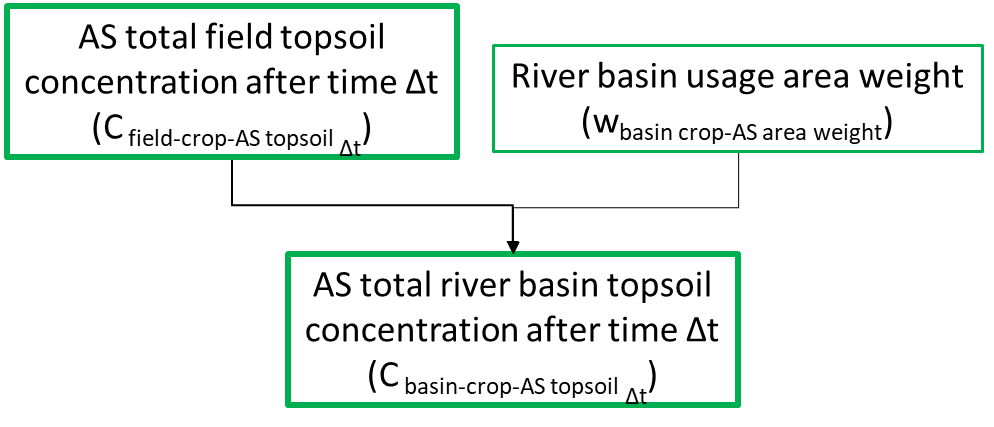 AS total field topsoil
concentration after time Δt
(C field-crop-AS topsoil Δt)
River basin usage area weight
(wbasin crop-AS area weight)
AS total river basin topsoil
concentration after time Δt
(C basin-crop-AS topsoil Δt)